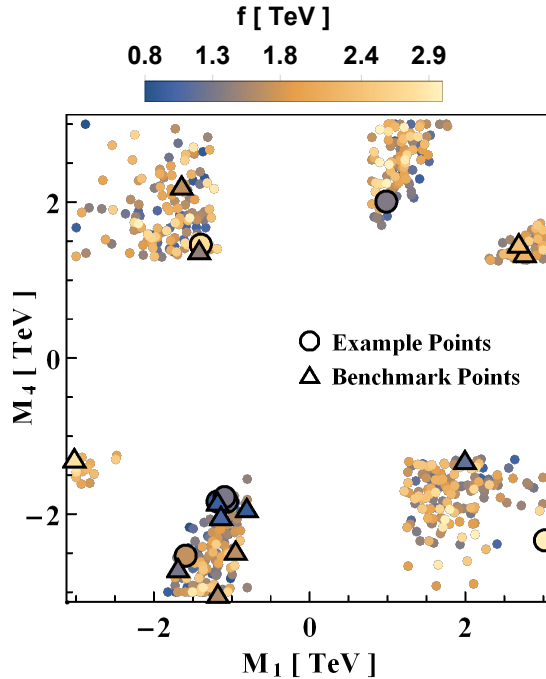 f [ TeV ]
0.8 1.3 1.8 2.4 2.9
2
0
−2
M4 [ TeV ]
Example Points
Benchmark Points
−2 0 2
M1 [ TeV ]